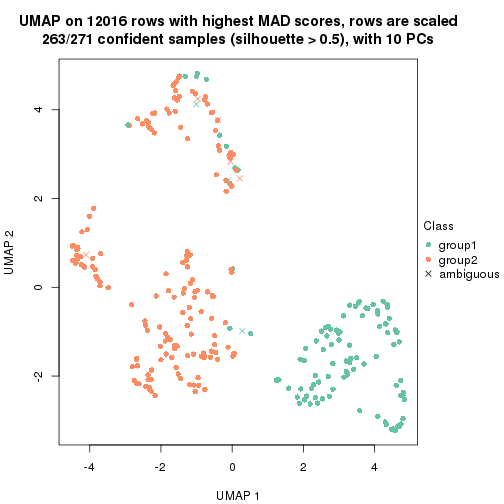 UMAP on 12016 rows with highest MAD scores, rows are scaled
263/271 confident samples (silhouette > 0.5), with 10 PCs
4
2
0
-2
UMAP 2
-4
-2
0
2
4
UMAP 1
Class
group1
group2
ambiguous